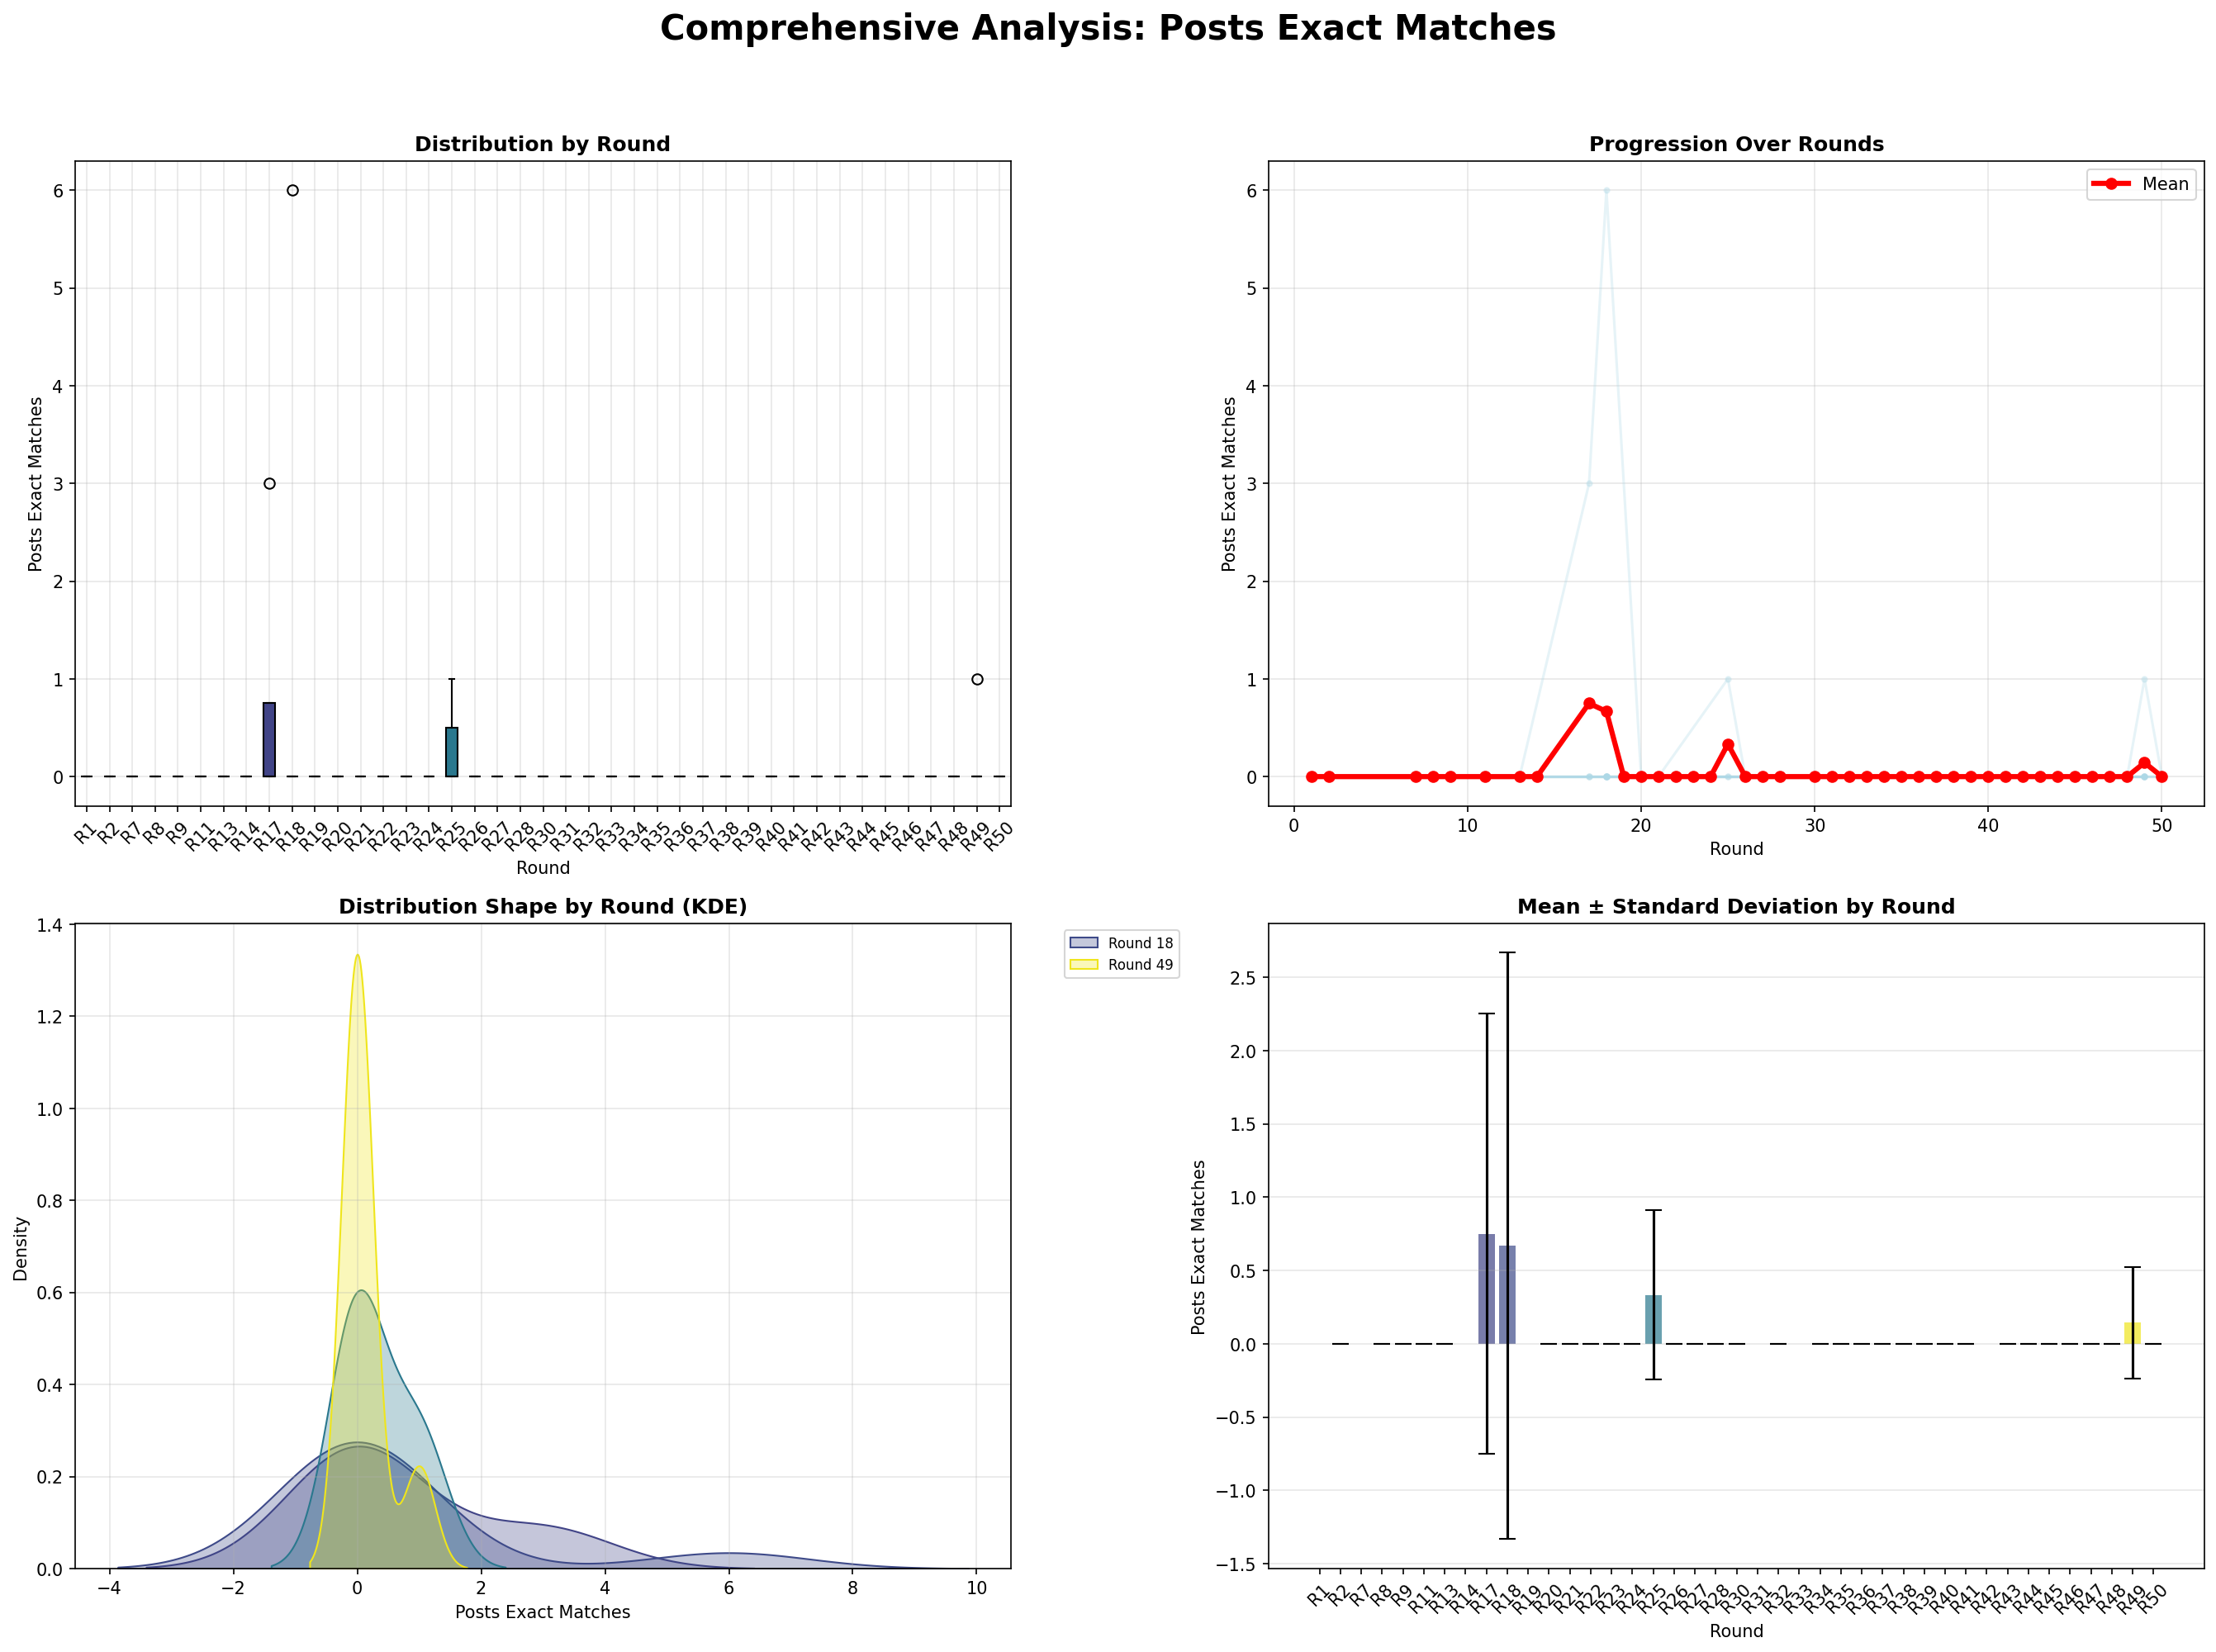 Comprehensive Analysis: Posts Exact Matches
Distribution by Round
Posts Exact Matches
6
5
4
3
2
1
0
R1 R2 R7 R8 R9 R11 R13 R14 R17 R18 R19 R20 R21 R22 R23 R24 R25 R26 R27 R28 R30 R31 R32 R33 R34 R35 R36 R37 R38 R39 R40 R41 R42 R43 R44 R45 R46 R47 R48 R49 R50
Round
Progression Over Rounds
Posts Exact Matches
6
5
4
3
2
1
0
Mean
0 10 20 30 40 50
Round
Distribution Shape by Round (KDE)
Density
1.4
1.2
1.0
0.8
0.6
0.4
0.2
0.0
−4 −2 0 2 4 6 8 10
Posts Exact Matches
Round 18
Round 49
Mean ± Standard Deviation by Round
Posts Exact Matches
2.5
2.0
1.5
1.0
0.5
0.0
−0.5
−1.0
−1.5
R1 R2 R7 R8 R9 R11 R13 R14 R17 R18 R19 R20 R21 R22 R23 R24 R25 R26 R27 R28 R30 R31 R32 R33 R34 R35 R36 R37 R38 R39 R40 R41 R42 R43 R44 R45 R46 R47 R48 R49 R50
Round